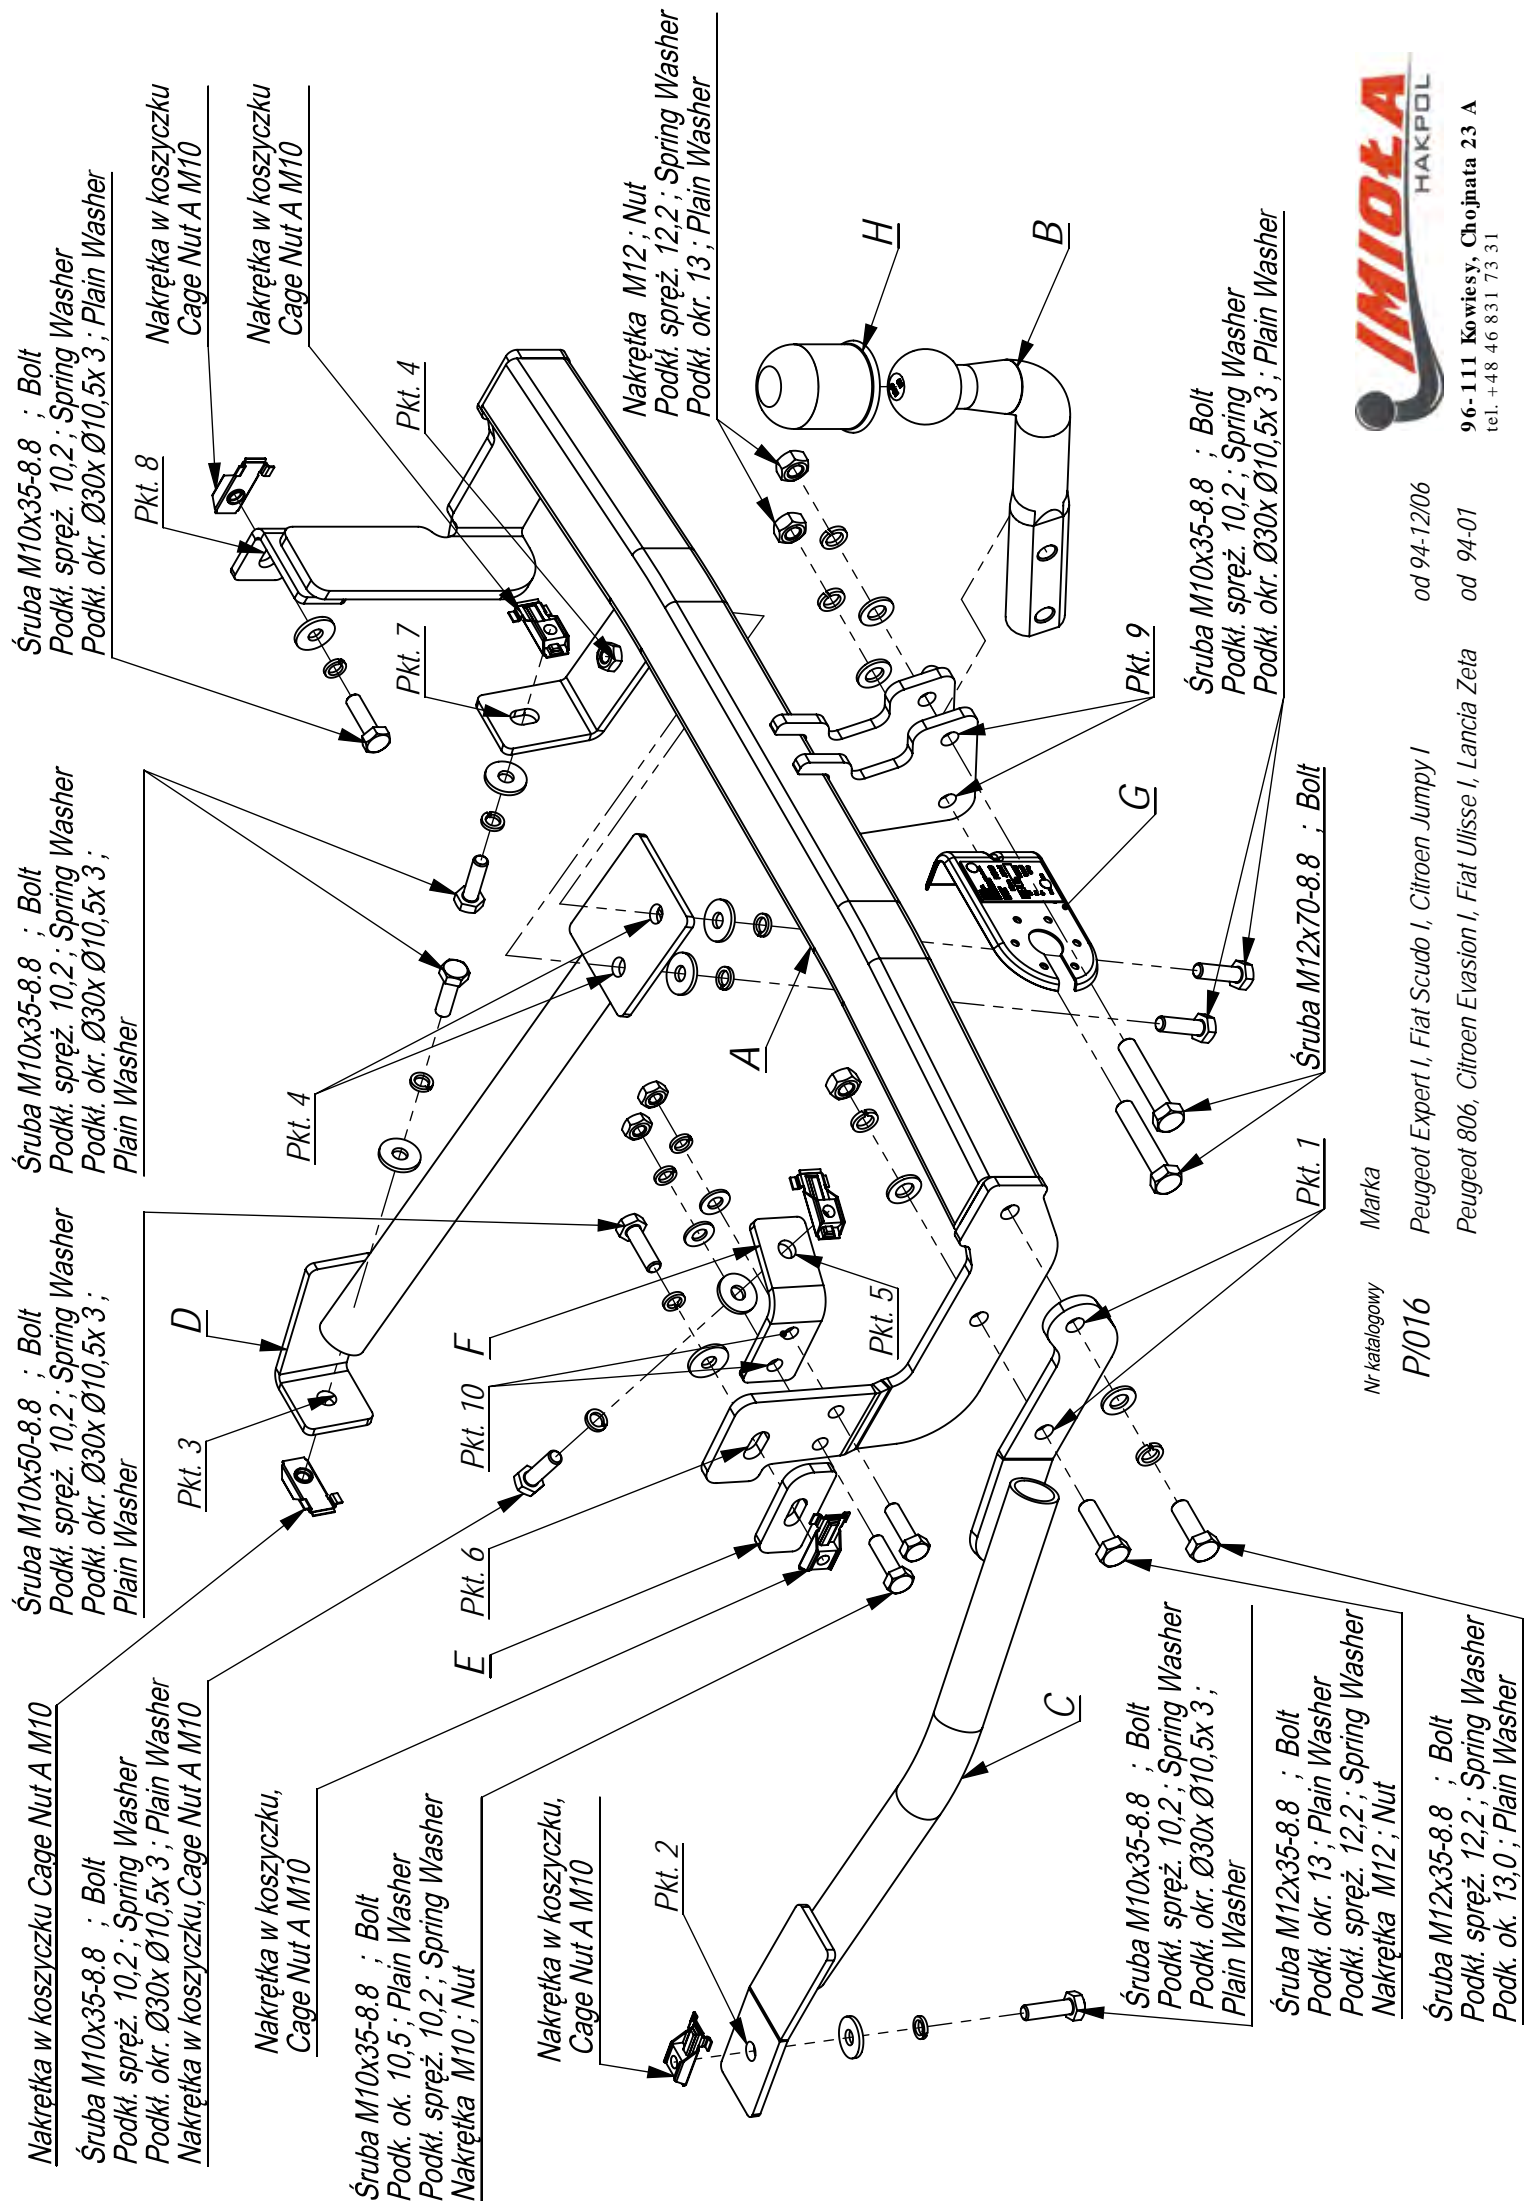 Nakrętka w koszyczku Cage Nut A M10
Śruba M10x35-8.8 ; Bolt
Podkł. spręż. 10,2 ; Spring Washer
Podkł. okr. Ø30x Ø10,5x 3 ; Plain Washer
Nakrętka w koszyczku,Cage Nut A M10
Nakrętka w koszyczku,
Cage Nut A M10
Śruba M10x35-8.8 ; Bolt
Podk. ok. 10,5 ; Plain Washer
Podkł. spręż. 10,2 ; Spring Washer
Nakrętka M10 ; Nut
Nakrętka w koszyczku,
Cage Nut A M10
Pkt. 2
Śruba M10x50-8.8 ; Bolt
Podkł. spręż. 10,2 ; Spring Washer
Podkł. okr. Ø30x Ø10,5x 3 ;
Plain Washer
Pkt. 3
D
Pkt. 6
E
Pkt. 10
F
Pkt. 5
Śruba M10x35-8.8 ; Bolt
Podkł. spręż. 10,2 ; Spring Washer
Podkł. okr. Ø30x Ø10,5x 3 ;
Plain Washer
Pkt. 4
A
Śruba M10x35-8.8 ; Bolt
Podkł. spręż. 10,2 ; Spring Washer
Podkł. okr. Ø30x Ø10,5x 3 ; Plain Washer
Pkt. 8
Nakrętka w koszyczku
Cage Nut A M10
Nakrętka w koszyczku
Cage Nut A M10
Pkt. 7
Pkt. 4
Nakrętka M12 ; Nut
Podkł. spręż. 12,2 ; Spring Washer
Podkł. okr. 13 ; Plain Washer
H
B
Pkt. 9
G
Śruba M10x35-8.8 ; Bolt
Podkł. spręż. 10,2 ; Spring Washer
Podkł. okr. Ø30x Ø10,5x 3 ; Plain Washer
Śruba M12x70-8.8 ; Bolt
Pkt. 1
C
Śruba M10x35-8.8 ; Bolt
Podkł. spręż. 10,2 ; Spring Washer
Podkł. okr. Ø30x Ø10,5x 3 ;
Plain Washer
Śruba M12x35-8.8 ; Bolt
Podkł. okr. 13 ; Plain Washer
Podkł. spręż. 12,2 ; Spring Washer
Nakrętka M12 ; Nut
Śruba M12x35-8.8 ; Bolt
Podkł. spręż. 12,2 ; Spring Washer
Podk. ok. 13,0 ; Plain Washer
Nr katalogowy Marka
P/016 Peugeot Expert I, Fiat Scudo I, Citroen Jumpy I od 94-12/06
Peugeot 806, Citroen Evasion I, Fiat Ulisse I, Lancia Zeta od 94-01
IMIOŁA
HAKPOL
96-111 Kowiesy, Chojnata 23 A
tel. +48 46 831 73 31